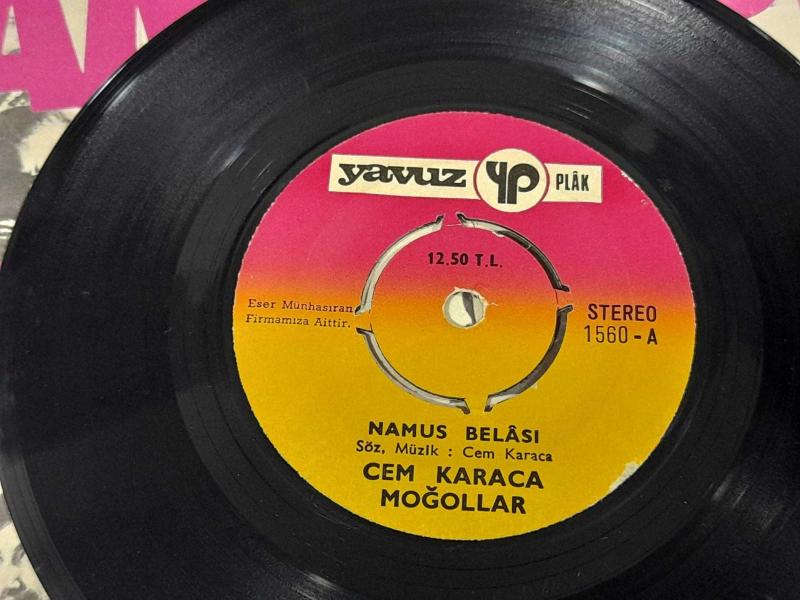 yavuz yp PLÂK
12.50 T.L.
Eser Münhasıran
Firmamıza Aittir.
STEREO
1560 - A
NAMUS BELÂSI
Söz, Müzik : Cem Karaca
CEM KARACA
MOĞOLLAR